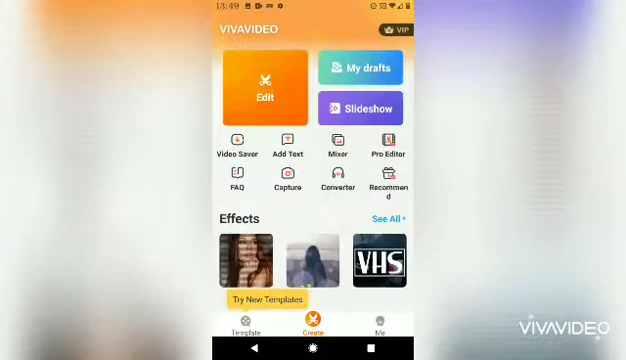 13:49
VIVAVIDEO
VIP
Edit
My drafts
Slideshow
Video Saver
Add Text
Mixer
Pro Editor
FAQ
Capture
Converter
Recommen
d
Effects
See All
VHS
Try New Templates
Template
Create
Me
VIVAVIDEO